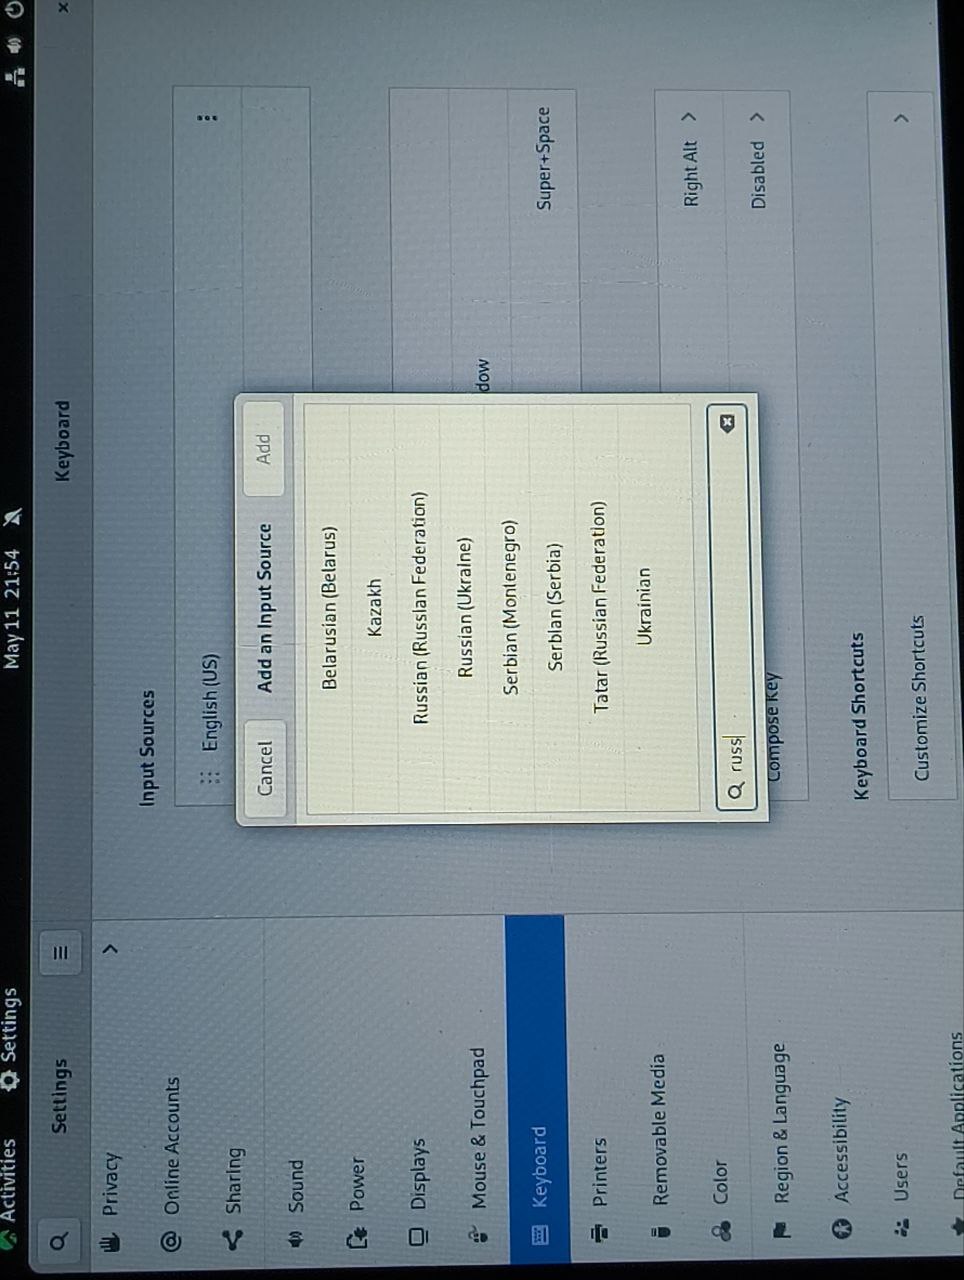 Activities
Settings
May 11 21:54
Settings
Keyboard
Privacy
Online Accounts
Sharing
Sound
Power
Displays
Mouse & Touchpad
Keyboard
Printers
Removable Media
Color
Region & Language
Accessibility
Users
Default Applications
Input Sources
English (US)
Cancel
Add an Input Source
Add
Belarusian (Belarus)
Kazakh
Russian (Russian Federation)
Russian (Ukraine)
Serbian (Montenegro)
Serbian (Serbia)
Tatar (Russian Federation)
Ukrainian
russ
dow
Super+Space
Right Alt
Compose Key
Disabled
Keyboard Shortcuts
Customize Shortcuts